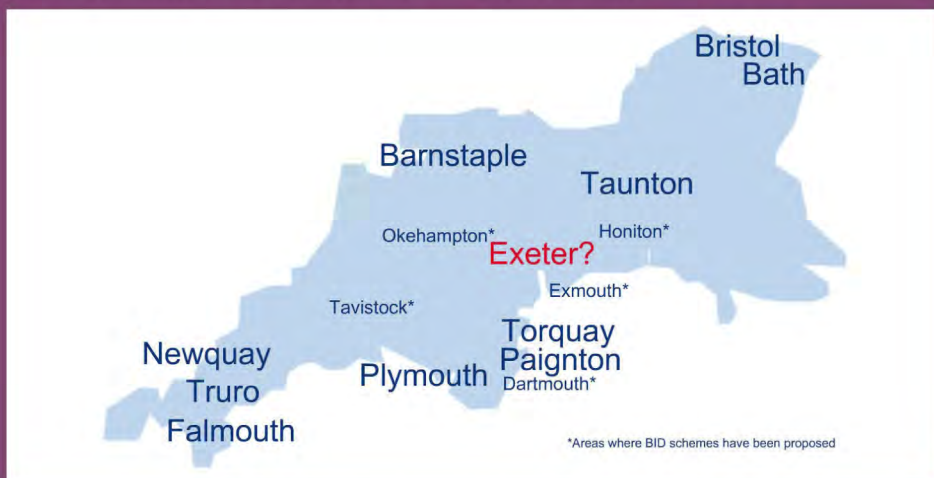 Bristol
Bath
Barnstaple
Taunton
Okehampton*
Honiton*
Exeter?
Exmouth*
Tavistock*
Torquay
Newquay
Paignton
Plymouth
Dartmouth*
Truro
Falmouth
*Areas where BID schemes have been proposed